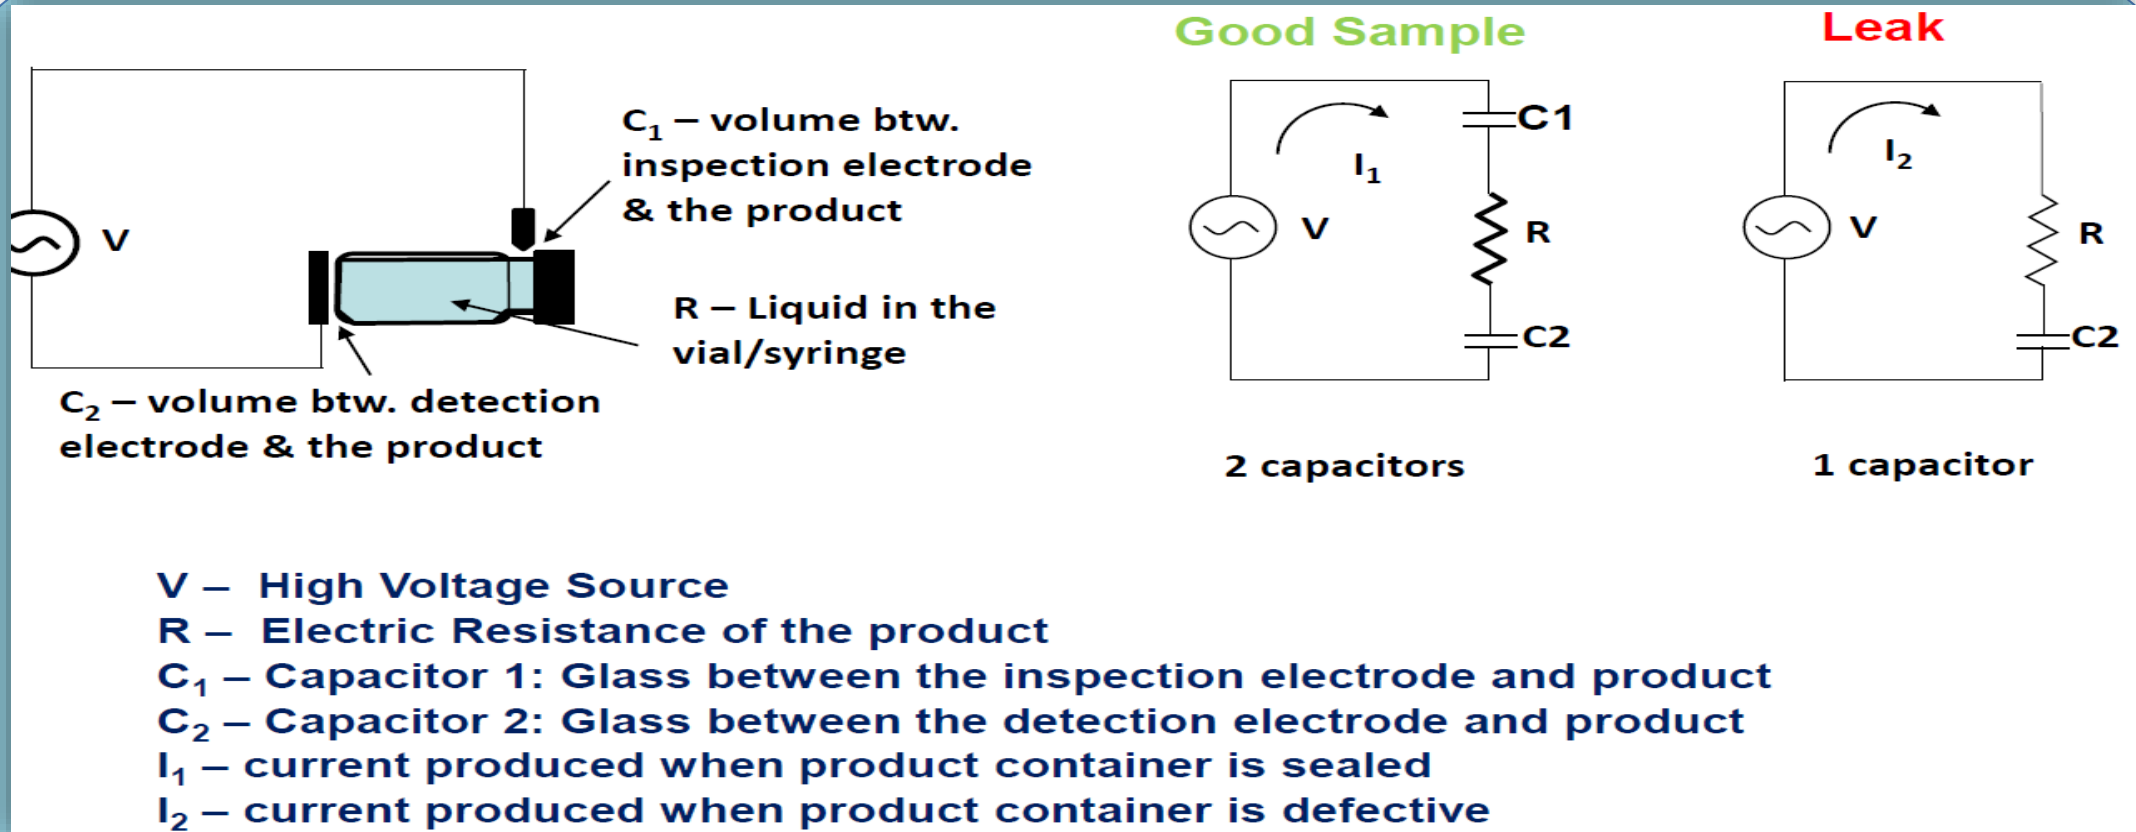 Good Sample
Leak
V
C₁ – volume btw.
inspection electrode
& the product
R – Liquid in the
vial/syringe
C₂ – volume btw. detection
electrode & the product
C1
I₁
V
R
C2
2 capacitors
I₂
V
R
C2
1 capacitor
V – High Voltage Source
R – Electric Resistance of the product
C₁ – Capacitor 1: Glass between the inspection electrode and product
C₂ – Capacitor 2: Glass between the detection electrode and product
I₁ – current produced when product container is sealed
I₂ – current produced when product container is defective